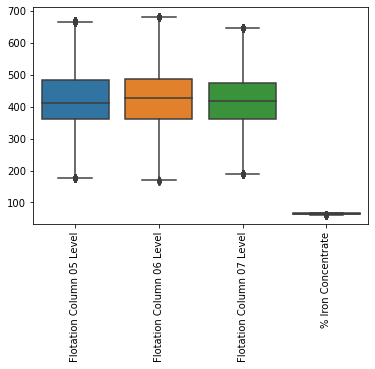 700
600
500
400
300
200
100
Flotation Column 05 Level
Flotation Column 06 Level
Flotation Column 07 Level
% Iron Concentrate